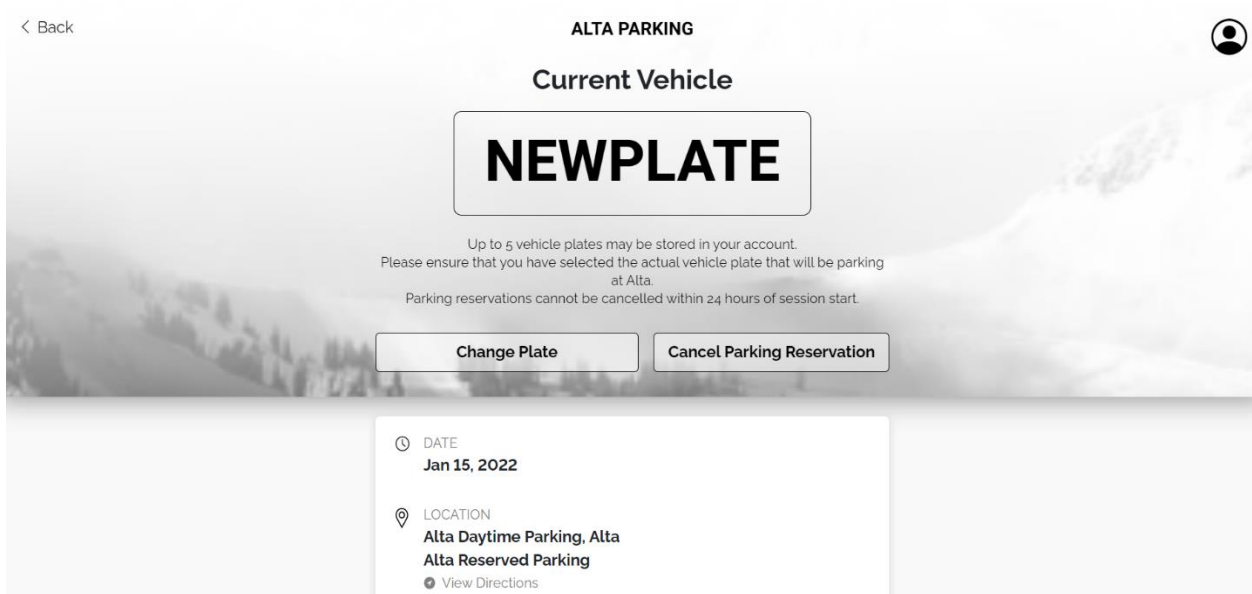 Back
ALTA PARKING
Current Vehicle
NEWPLATE
Up to 5 vehicle plates may be stored in your account.
Please ensure that you have selected the actual vehicle plate that will be parking
at Alta.
Parking reservations cannot be cancelled within 24 hours of session start.
Change Plate
Cancel Parking Reservation
DATE
Jan 15, 2022
LOCATION
Alta Daytime Parking, Alta
Alta Reserved Parking
View Directions